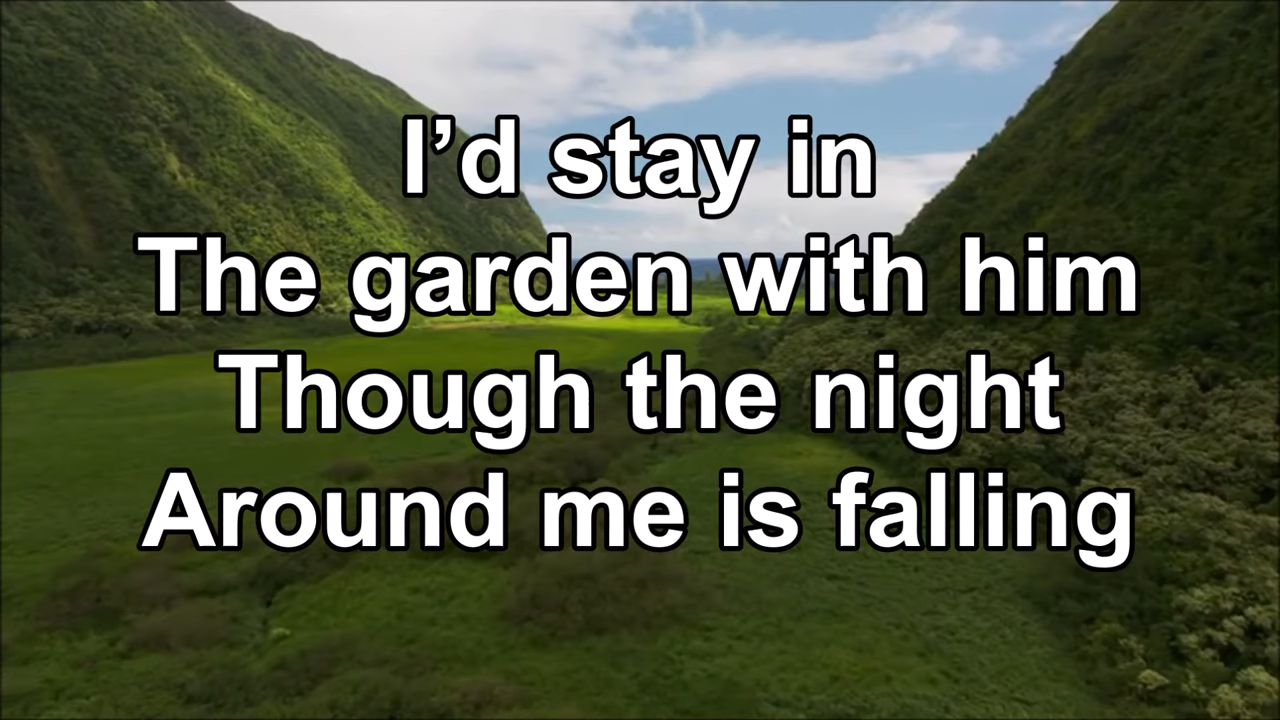 I’d stay in
The garden with him
Though the night
Around me is falling